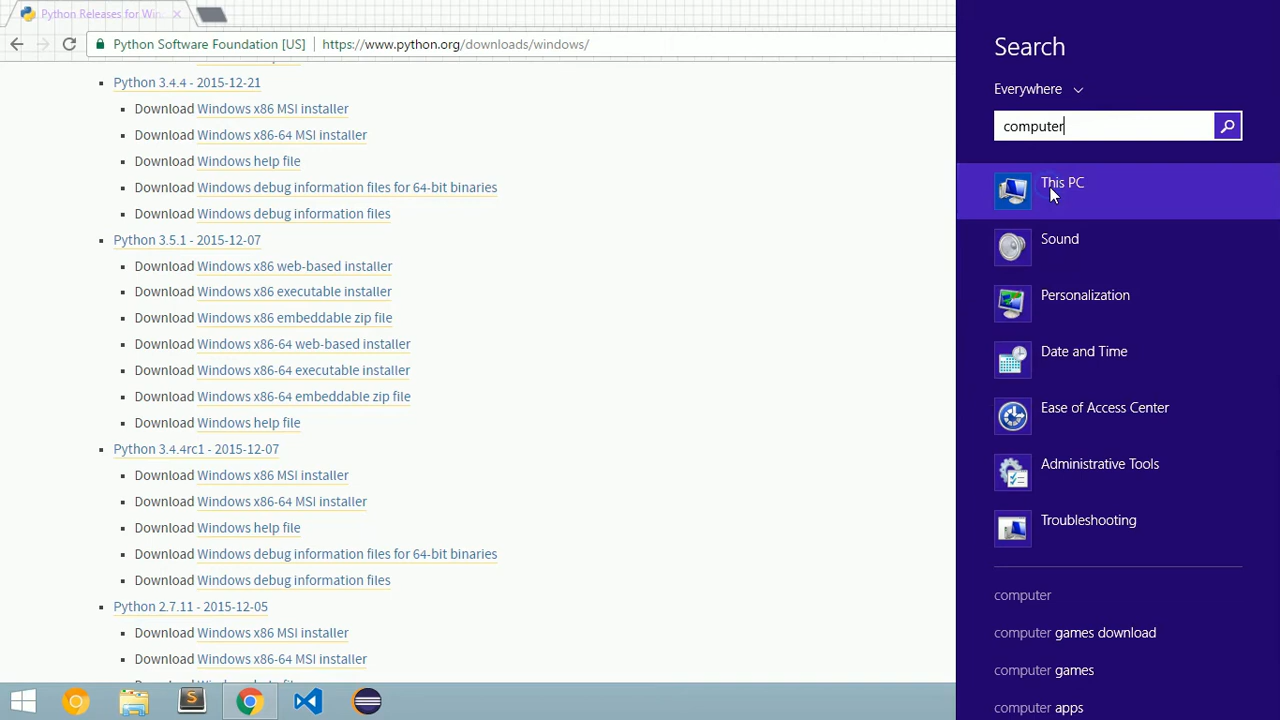 Python Releases for Win
Python Software Foundation [US]
https://www.python.org/downloads/windows/
Python 3.4.4 - 2015-12-21
Download Windows x86 MSI installer
Download Windows x86-64 MSI installer
Download Windows help file
Download Windows debug information files for 64-bit binaries
Download Windows debug information files
Python 3.5.1 - 2015-12-07
Download Windows x86 web-based installer
Download Windows x86 executable installer
Download Windows x86 embeddable zip file
Download Windows x86-64 web-based installer
Download Windows x86-64 executable installer
Download Windows x86-64 embeddable zip file
Download Windows help file
Python 3.4.4rc1 - 2015-12-07
Download Windows x86 MSI installer
Download Windows x86-64 MSI installer
Download Windows help file
Download Windows debug information files for 64-bit binaries
Download Windows debug information files
Python 2.7.11 - 2015-12-05
Download Windows x86 MSI installer
Download Windows x86-64 MSI installer
Search
Everywhere
computer
This PC
Sound
Personalization
Date and Time
Ease of Access Center
Administrative Tools
Troubleshooting
computer
computer games download
computer games
computer apps